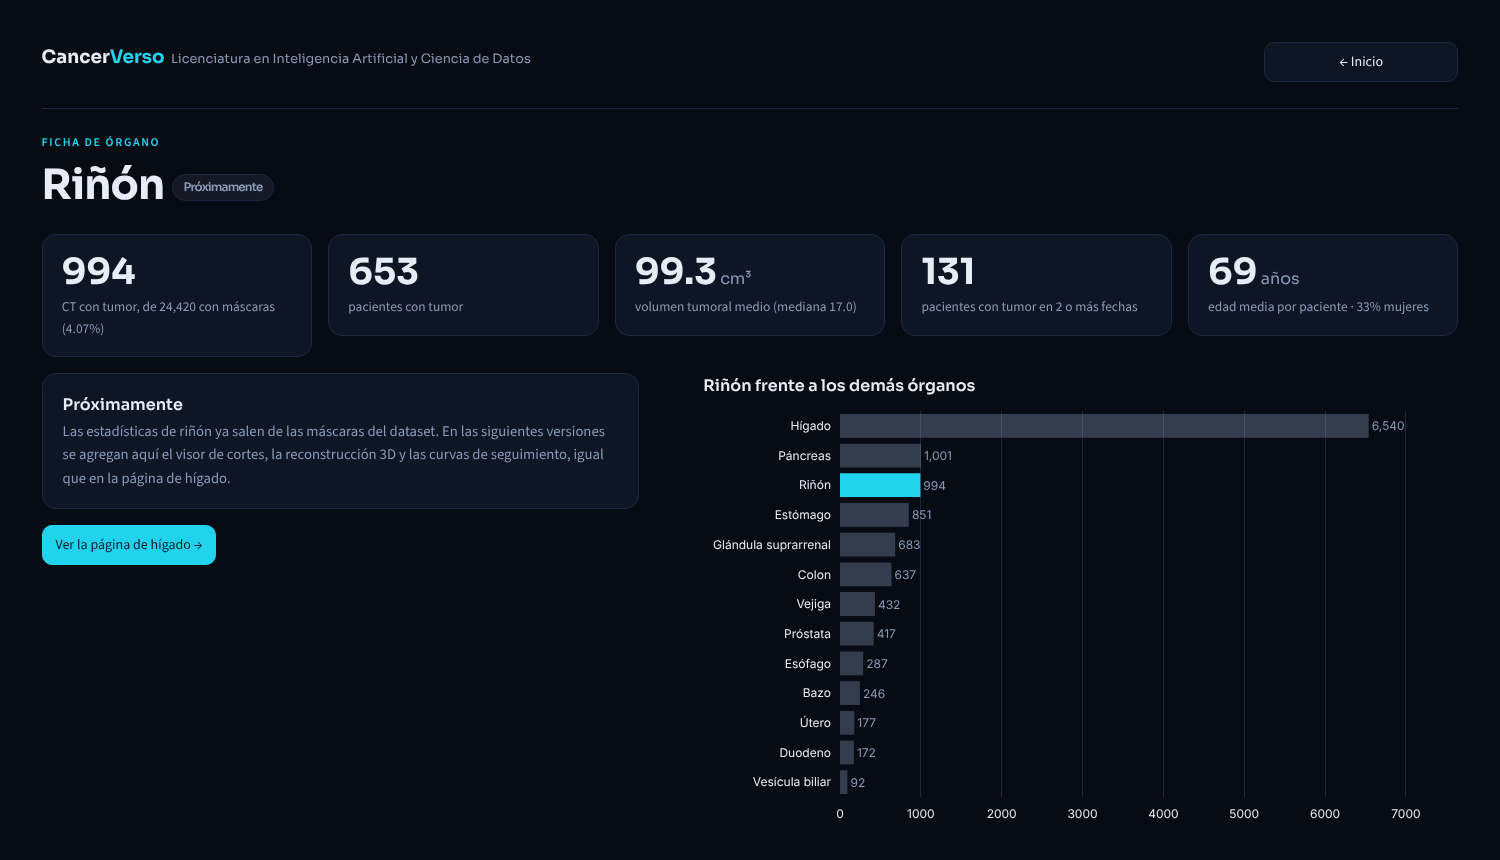 CancerVerso Licenciatura en Inteligencia Artificial y Ciencia de Datos
← Inicio
FICHA DE ÓRGANO
Riñón Próximamente
994
CT con tumor, de 24,420 con máscaras
(4.07%)
653
pacientes con tumor
99.3 cm³
volumen tumoral medio (mediana 17.0)
131
pacientes con tumor en 2 o más fechas
69 años
edad media por paciente · 33% mujeres
Próximamente
Las estadísticas de riñón ya salen de las máscaras del dataset. En las siguientes versiones
se agregan aquí el visor de cortes, la reconstrucción 3D y las curvas de seguimiento, igual
que en la página de hígado.
Ver la página de hígado →
Riñón frente a los demás órganos
Hígado 6,540
Páncreas 1,001
Riñón 994
Estómago 851
Glándula suprarrenal 683
Colon 637
Vejiga 432
Próstata 417
Esófago 287
Bazo 246
Útero 177
Duodeno 172
Vesícula biliar 92
0 1000 2000 3000 4000 5000 6000 7000